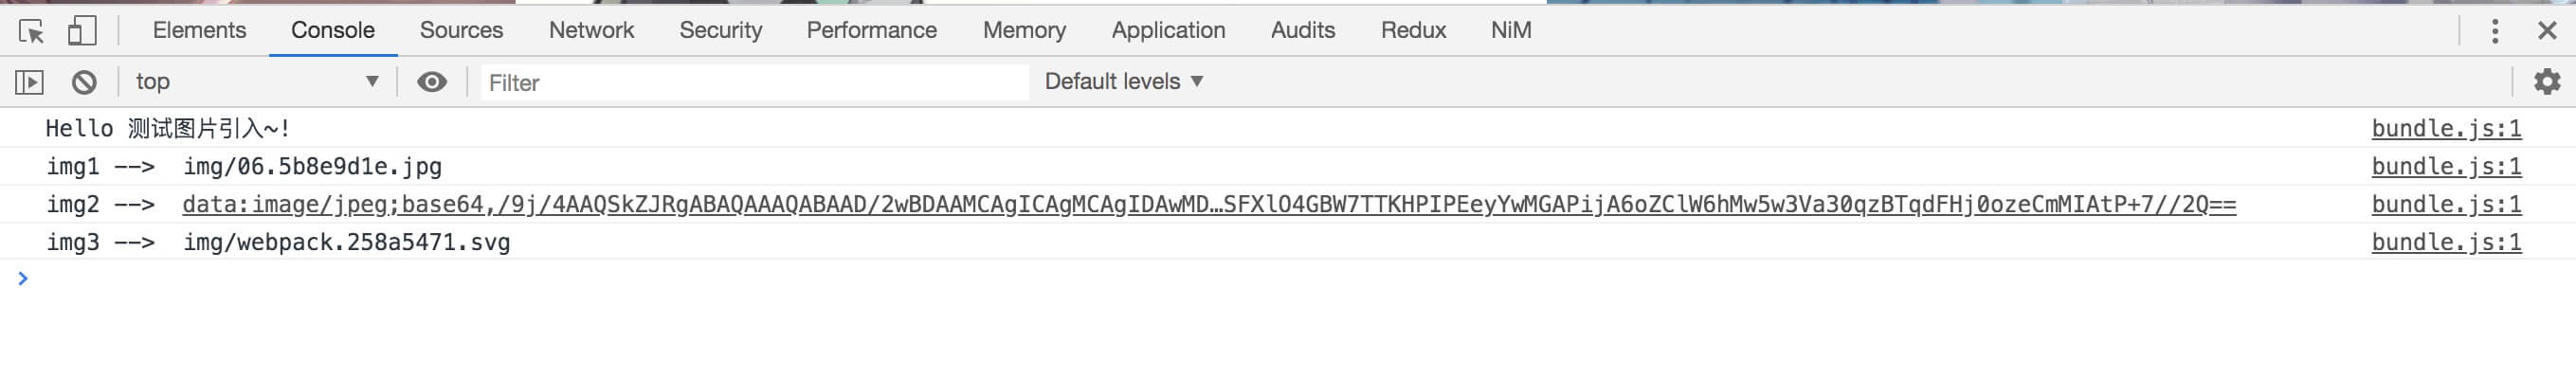 Elements Console Sources Network Security Performance Memory Application Audits Redux NiM
top Filter Default levels
Hello 测试图片引入~! bundle.js:1
img1 --> img/06.5b8e9d1e.jpg bundle.js:1
img2 --> data:image/jpeg;base64,/9j/4AAQSkZJRgABAQAAAQABAAD/2wBDAAMCAgICAgMCAgIDAwMD…SFXlO4GBW7TTKHPIPEeyYwMGAPijA6oZClW6hMw5w3Va30qzBTqdFHj0ozeCmMIAtP+7//2Q== bundle.js:1
img3 --> img/webpack.258a5471.svg bundle.js:1